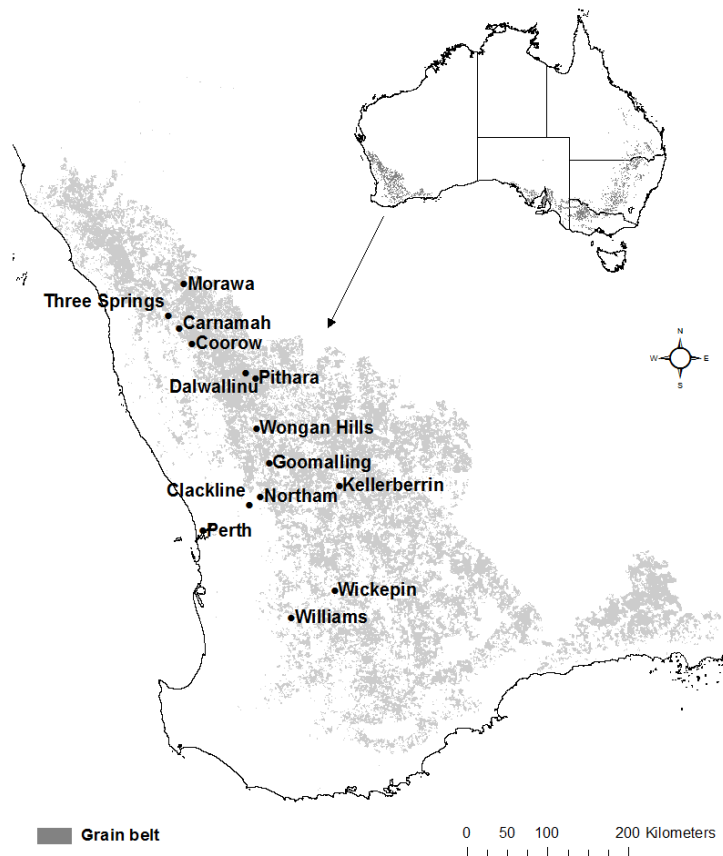 Morawa
Three Springs
Carnamah
Coorow
Dalwallinu
Pithara
Wongan Hills
Goomalling
Kellerberrin
Clackline
Northam
Perth
Wickepin
Williams
N
W E
S
Grain belt
0 50 100 200 Kilometers